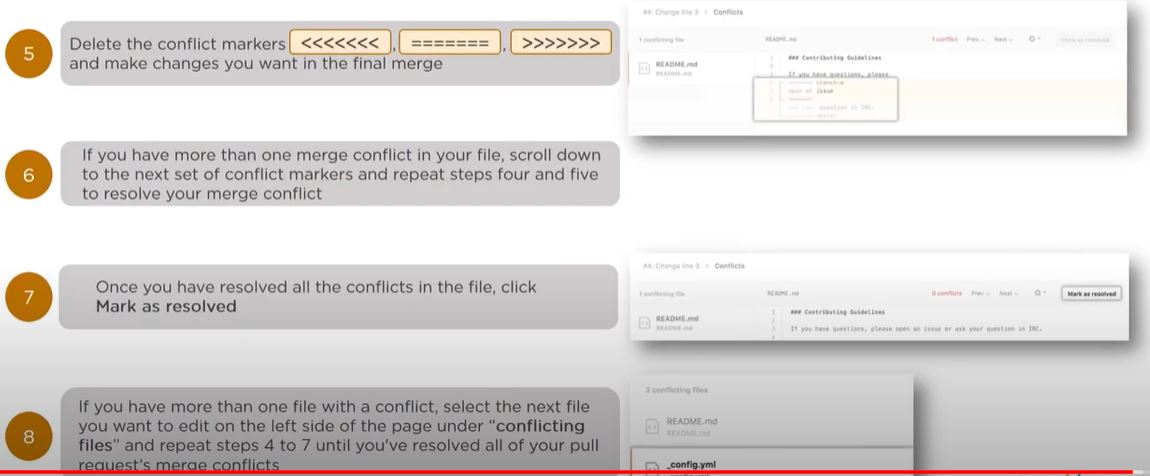 5
Delete the conflict markers <<<<<<< , ======= , >>>>>>>
and make changes you want in the final merge
#4: Change line 3 > Conflicts
1 conflicting file
README.md
1 conflict Prev Next
Mark as resolved
README.md
README.md
1 ### Contributing Guidelines
2
3 If you have questions, please
open an issue
=======
ask your question in IRC.
6
If you have more than one merge conflict in your file, scroll down
to the next set of conflict markers and repeat steps four and five
to resolve your merge conflict
7
Once you have resolved all the conflicts in the file, click
Mark as resolved
#4: Change line 3 > Conflicts
1 conflicting file
README.md
0 conflicts Prev Next
Mark as resolved
README.md
README.md
1 ### Contributing Guidelines
2
3 If you have questions, please open an issue or ask your question in IRC.
4
8
If you have more than one file with a conflict, select the next file
you want to edit on the left side of the page under “conflicting
files” and repeat steps 4 to 7 until you've resolved all of your pull
request's merge conflicts
3 conflicting files
README.md
README.md
_config.yml